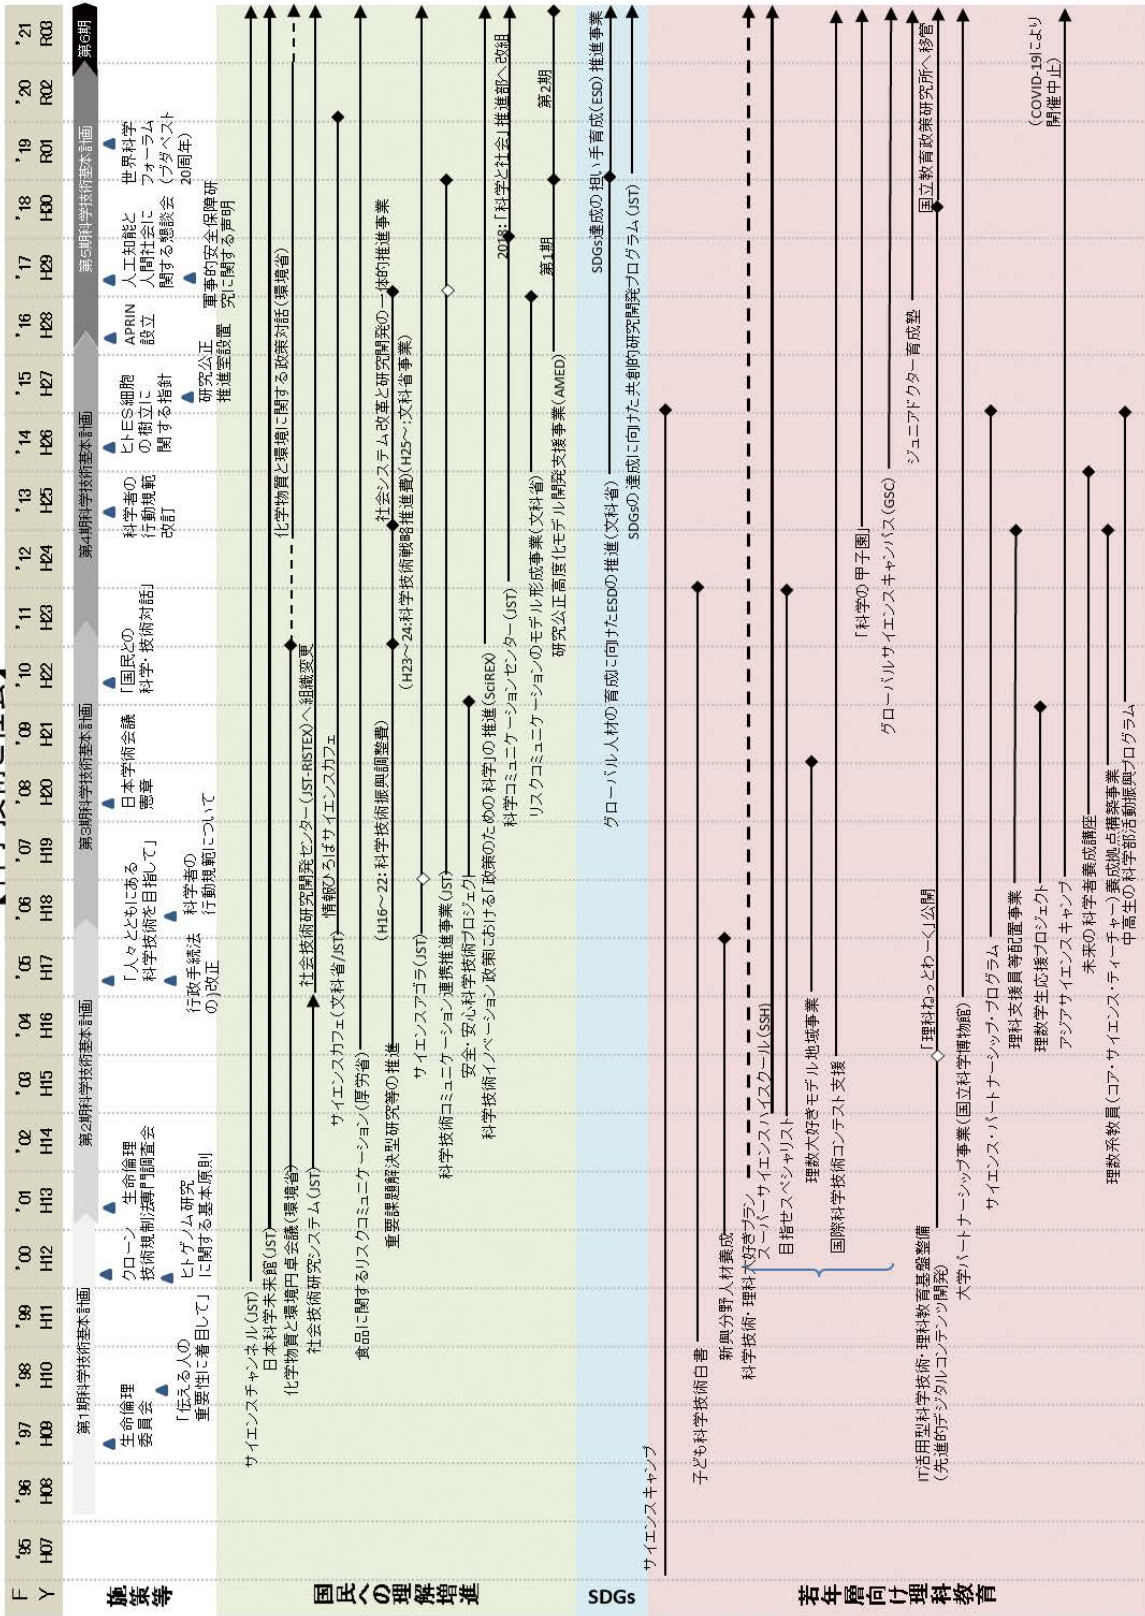 F '95 '96 '97 '98 '99 '00 '01 '02 '03 '04 '05 '06 '07 '08 '09 '10 '11 '12 '13 '14 '15 '16 '17 '18 '19 '20 '21
Y H07 H08 H09 H10 H11 H12 H13 H14 H15 H16 H17 H18 H19 H20 H21 H22 H23 H24 H25 H26 H27 H28 H29 H30 R01 R02 R03
第1期科学技術基本計画
第2期科学技術基本計画
第3期科学技術基本計画
第4期科学技術基本計画
第5期科学技術基本計画
第6期
施策等
生命倫理
委員会
「伝える人の
重要性に着目して」
クローン
技術規制法
ヒトゲノム研究
に関する基本原則
生命倫理
専門調査会
「人々とともにある
科学技術を目指して」
行政手続法
の)改正
科学者の
行動規範について
日本学術会議
憲章
「国民との
科学・技術対話」
科学者の
行動規範
改訂
ヒトES細胞
の樹立に
関する指針
研究公正
推進室設置
APRIN
設立
人工知能と
人間社会に
関する懇談会
軍事的安全保障研
究に関する声明
世界科学
フォーラム
(ブダペスト
20周年)
国民への理解増進
サイエンスチャンネル(JST)
日本科学未来館(JST)
化学物質と環境円卓会議(環境省)
化学物質と環境に関する政策対話(環境省)
社会技術研究システム(JST)
社会技術研究開発センター(JST-RISTEX)へ組織変更
サイエンスカフェ(文科省/JST)
情報ひろばサイエンスカフェ
食品に関するリスクコミュニケーション(厚労省)
重要課題解決型研究等の推進
(H16~22:科学技術振興調整費)
(H23~24:科学技術戦略推進費)
社会システム改革と研究開発の一体的推進事業
(H25~:文科省事業)
サイエンスアゴラ(JST)
科学技術コミュニケーション連携推進事業(JST)
安全・安心科学技術プロジェクト
科学技術イノベーション政策における「政策のための科学」の推進(SciREX)
科学コミュニケーションセンター(JST)
2018:「科学と社会」推進部へ改組
リスクコミュニケーションのモデル形成事業(文科省)
研究公正高度化モデル開発支援事業(AMED)
第1期
第2期
SDGs
グローバル人材の育成に向けたESDの推進(文科省)
SDGs達成の担い手育成(ESD)推進事業
SDGsの達成に向けた共創的研究開発プログラム(JST)
若年層向け理科教育
サイエンスキャンプ
子ども科学技術白書
新興分野人材養成
科学技術・理科大好きプラン
スーパーサイエンスハイスクール(SSH)
目指せスペシャリスト
理数大好きモデル地域事業
国際科学技術コンテスト支援
「科学の甲子園」
グローバルサイエンスキャンパス(GSC)
ジュニアドクター育成塾
IT活用型科学技術・理科教育基盤整備
(先進的デジタルコンテンツ開発)
「理科ねっとわーく」公開
国立教育政策研究所へ移管
大学パートナーシップ事業(国立科学博物館)
サイエンス・パートナーシップ・プログラム
理科支援員等配置事業
理数学生応援プロジェクト
アジアサイエンスキャンプ
(COVID-19により
開催中止)
未来の科学者養成講座
理数系教員(コア・サイエンス・ティーチャー)養成拠点構築事業
中高生の科学部活動振興プログラム